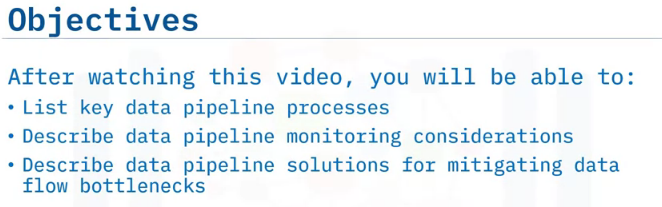 Objectives
After watching this video, you will be able to:
• List key data pipeline processes
• Describe data pipeline monitoring considerations
• Describe data pipeline solutions for mitigating data
flow bottlenecks